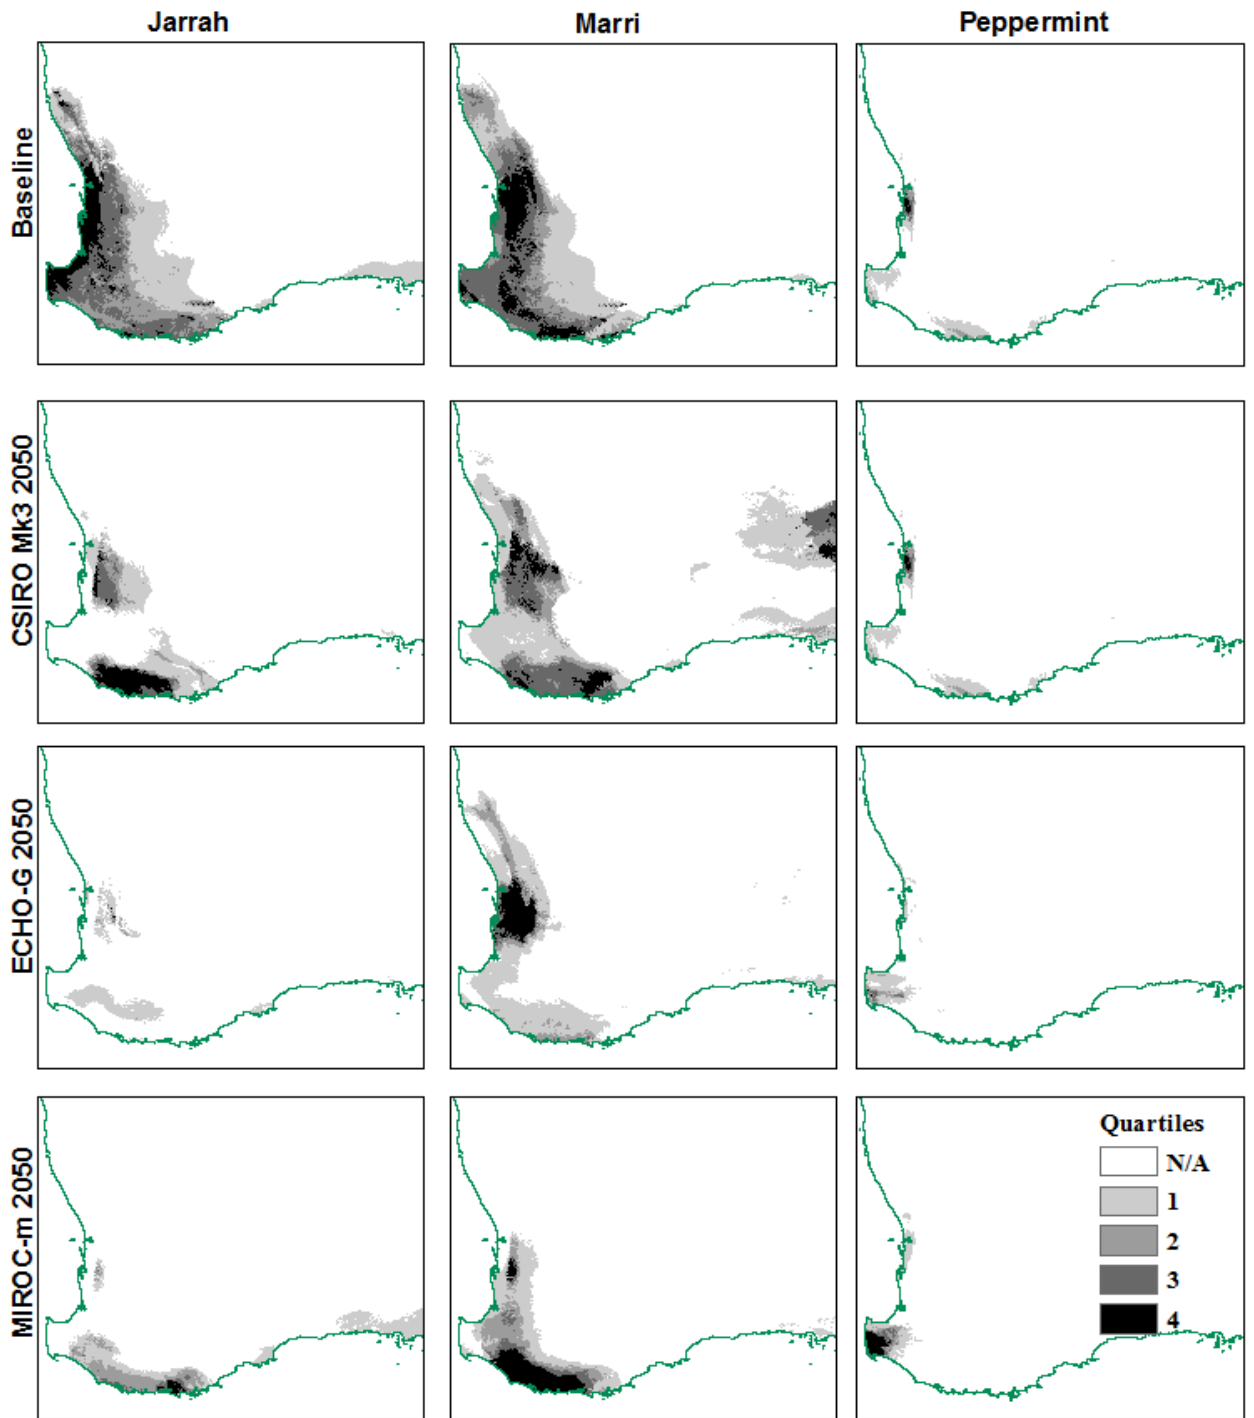 Jarrah
Marri
Peppermint
Baseline
CSIRO Mk3 2050
ECHO-G 2050
MIROC-m 2050
Quartiles
N/A
1
2
3
4